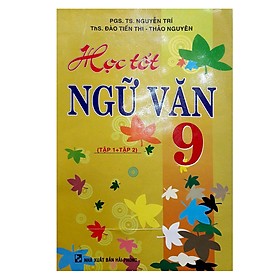 PGS. TS. NGUYỄN TRÍ
ThS. ĐÀO TIẾN THI - THẢO NGUYÊN
Học tốt
NGỮ VĂN
(TẬP 1+TẬP 2)
9
NHÀ XUẤT BẢN HẢI PHÒNG